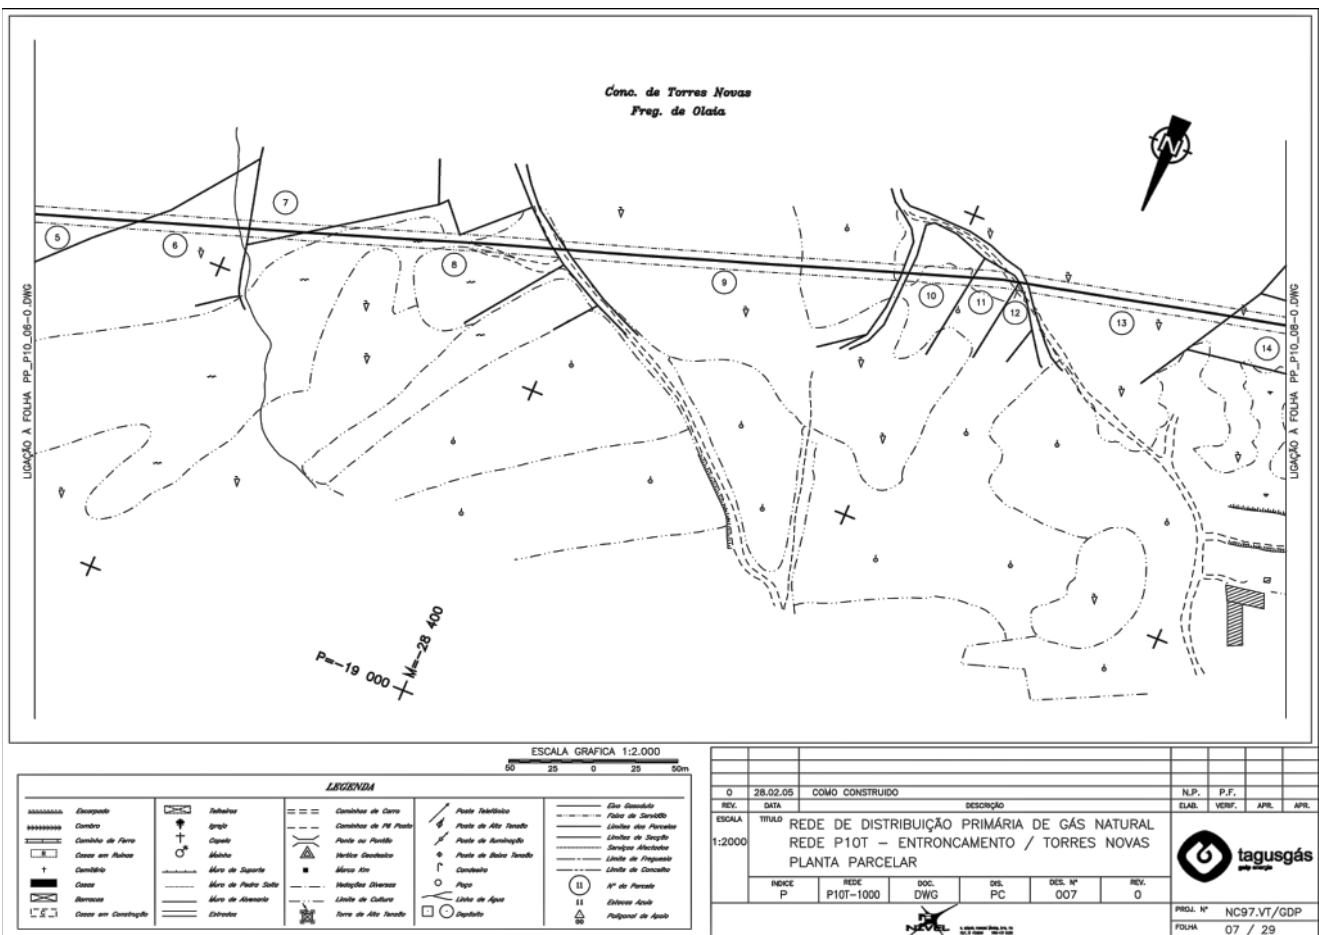 Conc. de Torres Novas
Freg. de Olaia
N
7
5
6
8
9
10
11
12
13
14
LIGAÇÃO À FOLHA PP_P10_06-0.DWG
LIGAÇÃO À FOLHA PP_P10_08-0.DWG
P=-19 000
M=-28 400
ESCALA GRAFICA 1:2.000
50 25 0 25 50m
LEGENDA
Escarpado
Combro
Caminho de Ferro
Casas em Ruinas
Cemitério
Casas
Barracas
Casas em Construção
Telheiros
Igreja
Capela
Moinho
Muro de Suporte
Muro de Pedra Solta
Muro de Alvenaria
Estradas
Caminhos de Carro
Caminhos de Pé Posto
Ponte ou Pontão
Vertice Geodesico
Marco Km
Vedações Diversas
Limite de Cultura
Torre de Alta Tensão
Poste Telefónico
Poste de Alta Tensão
Poste de Iluminação
Poste de Baixa Tensão
Candeeiro
Poço
Linha de Água
Depósito
Eixo Gasoduto
Faixa de Servidão
Limites das Parcelas
Limites de Secção
Serviços Afectados
Limite de Freguesia
Limite de Concelho
11 Nº da Parcela
11 Estacas Azuis
Poligonal de Apoio
0 28.02.05 COMO CONSTRUIDO N.P. P.F.
REV. DATA DESCRIÇÃO ELAB. VERIF. APR. APR.
ESCALA
1:2000
TITULO
REDE DE DISTRIBUIÇÃO PRIMÁRIA DE GÁS NATURAL
REDE P10T - ENTRONCAMENTO / TORRES NOVAS
PLANTA PARCELAR
INDICE REDE DOC. DIS. DES. Nº REV.
P P10T-1000 DWG PC 007 0
tagusgás
galp energia
NIVEL
PROJ. Nº NC97.VT/GDP
FOLHA 07 / 29